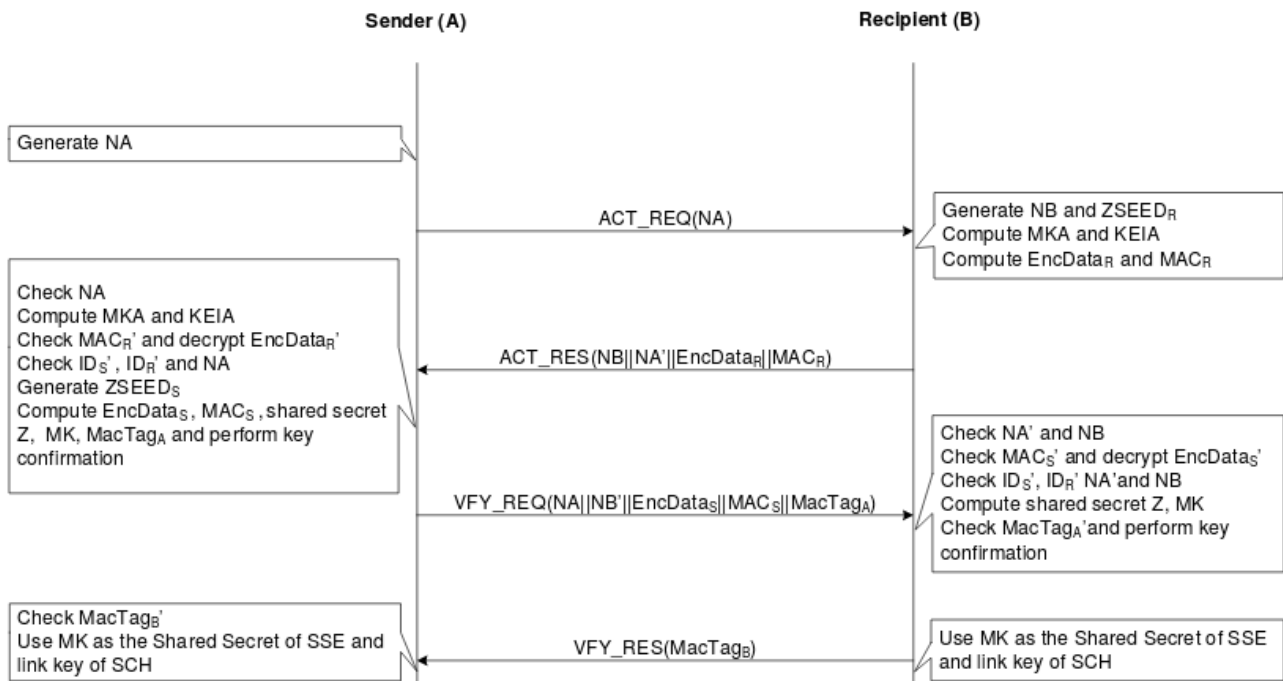 Sender (A)
Recipient (B)
Generate NA
ACT_REQ(NA)
Generate NB and ZSEEDR
Compute MKA and KEIA
Compute EncDataR and MACR
Check NA
Compute MKA and KEIA
Check MACR' and decrypt EncDataR'
Check IDS', IDR' and NA
Generate ZSEEDS
Compute EncDataS, MACS, shared secret
Z, MK, MacTagA and perform key
confirmation
ACT_RES(NB||NA'||EncDataR||MACR)
Check NA' and NB
Check MACS' and decrypt EncDataS'
Check IDS', IDR' NA'and NB
Compute shared secret Z, MK
Check MacTagA'and perform key
confirmation
VFY_REQ(NA||NB'||EncDataS||MACS||MacTagA)
Check MacTagB'
Use MK as the Shared Secret of SSE and
link key of SCH
VFY_RES(MacTagB)
Use MK as the Shared Secret of SSE
and link key of SCH